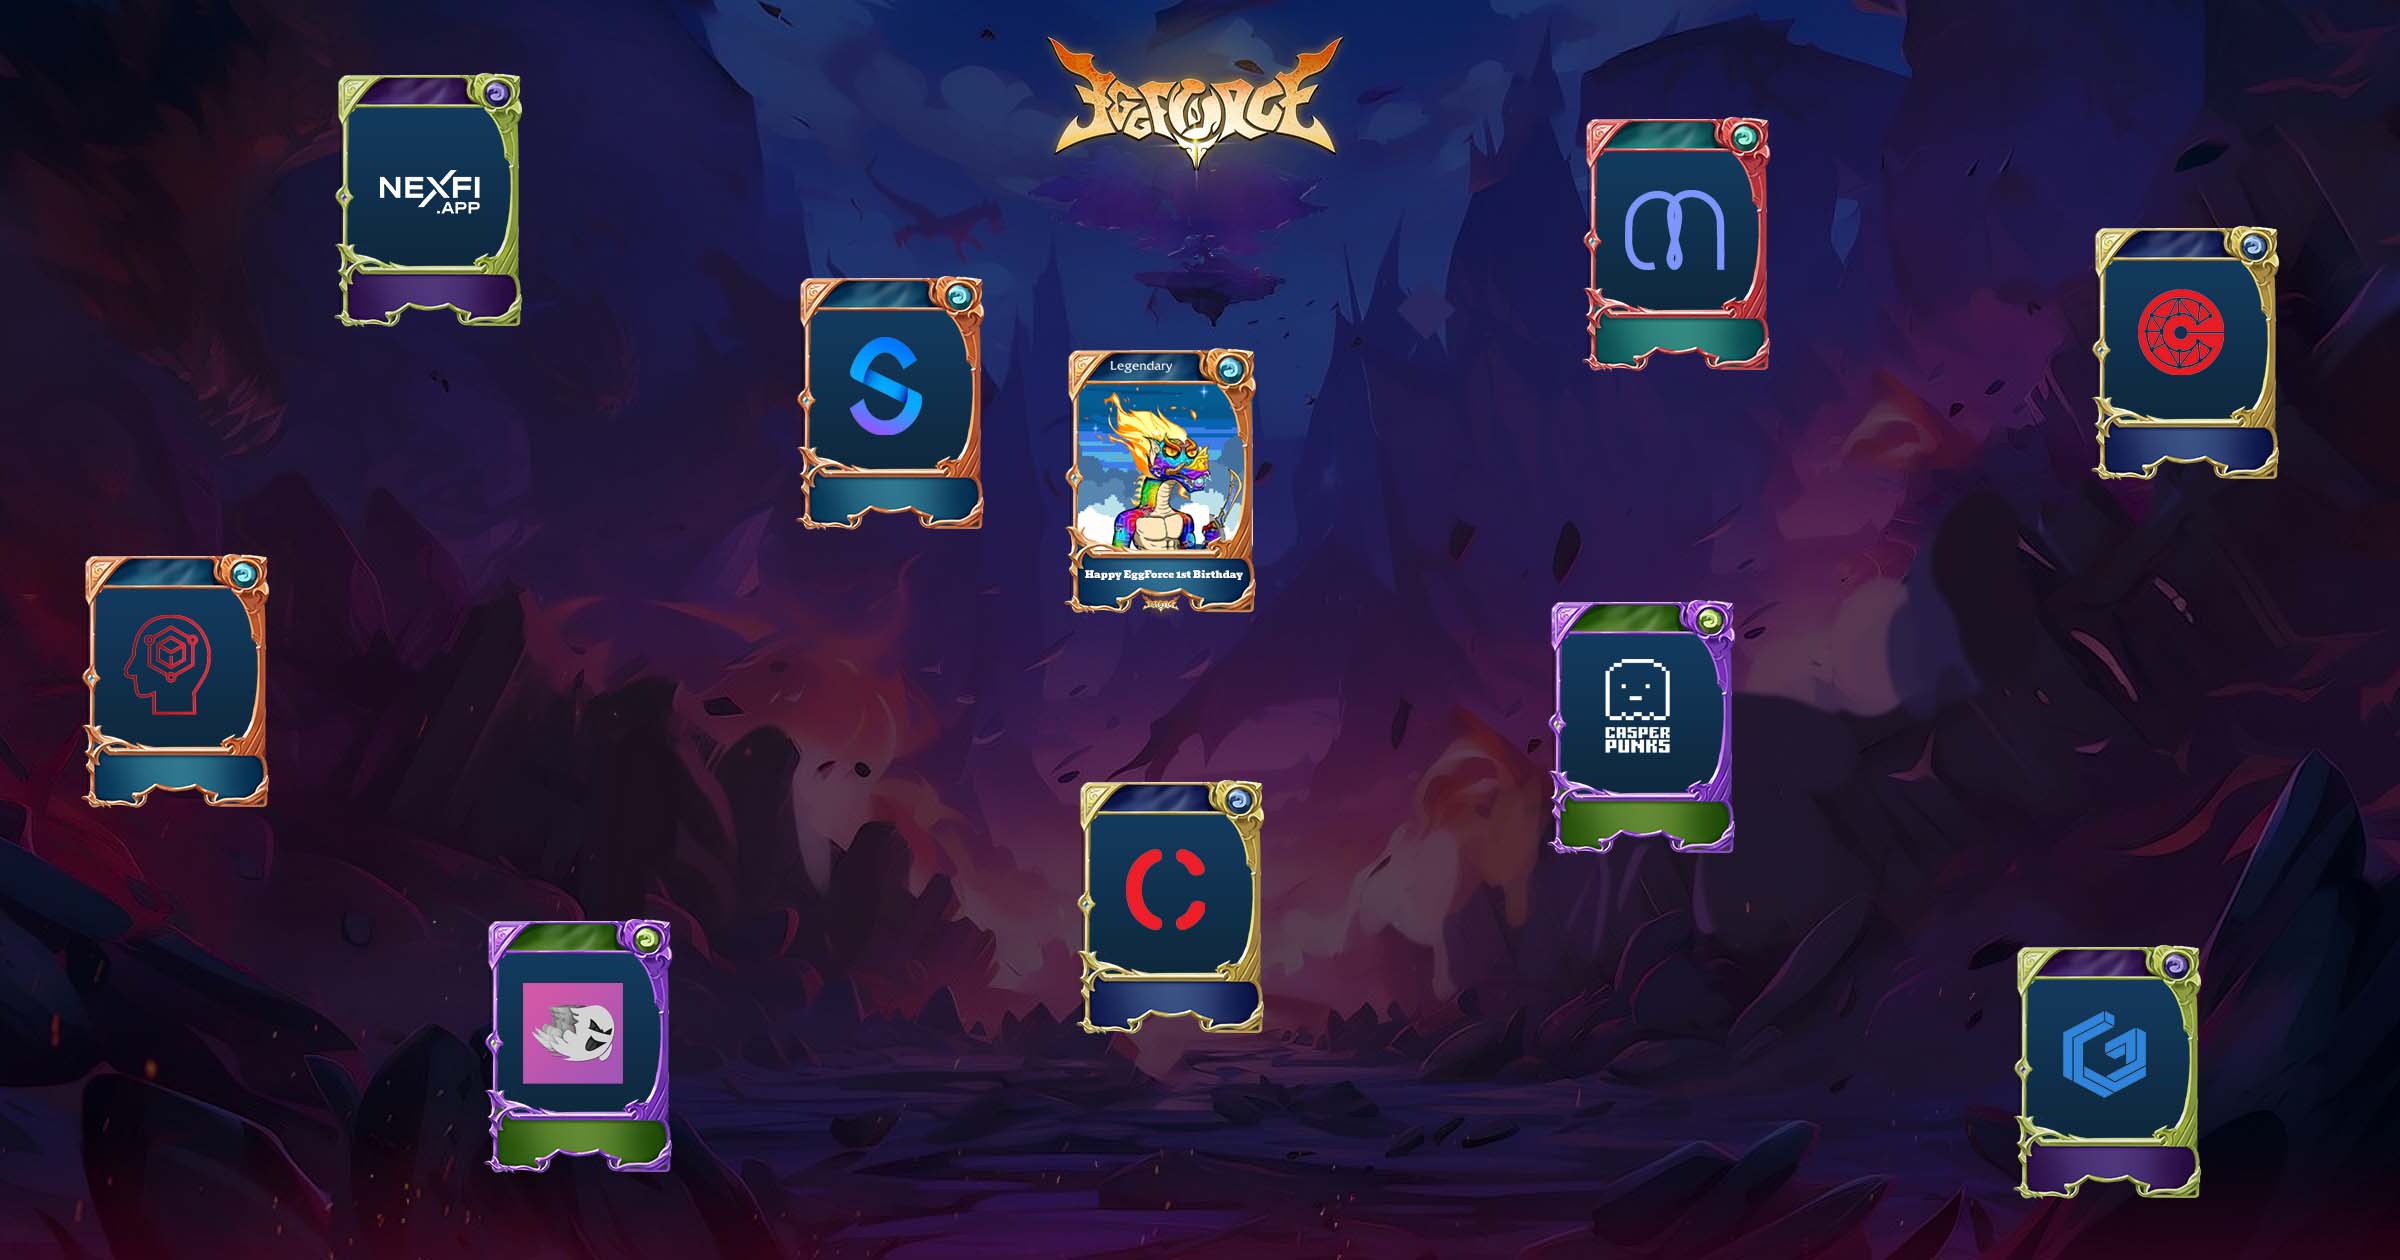 EGGFORCE
NEXFI
.APP
Legendary
Happy EggForce 1st Birthday
CASPER
PUNKS